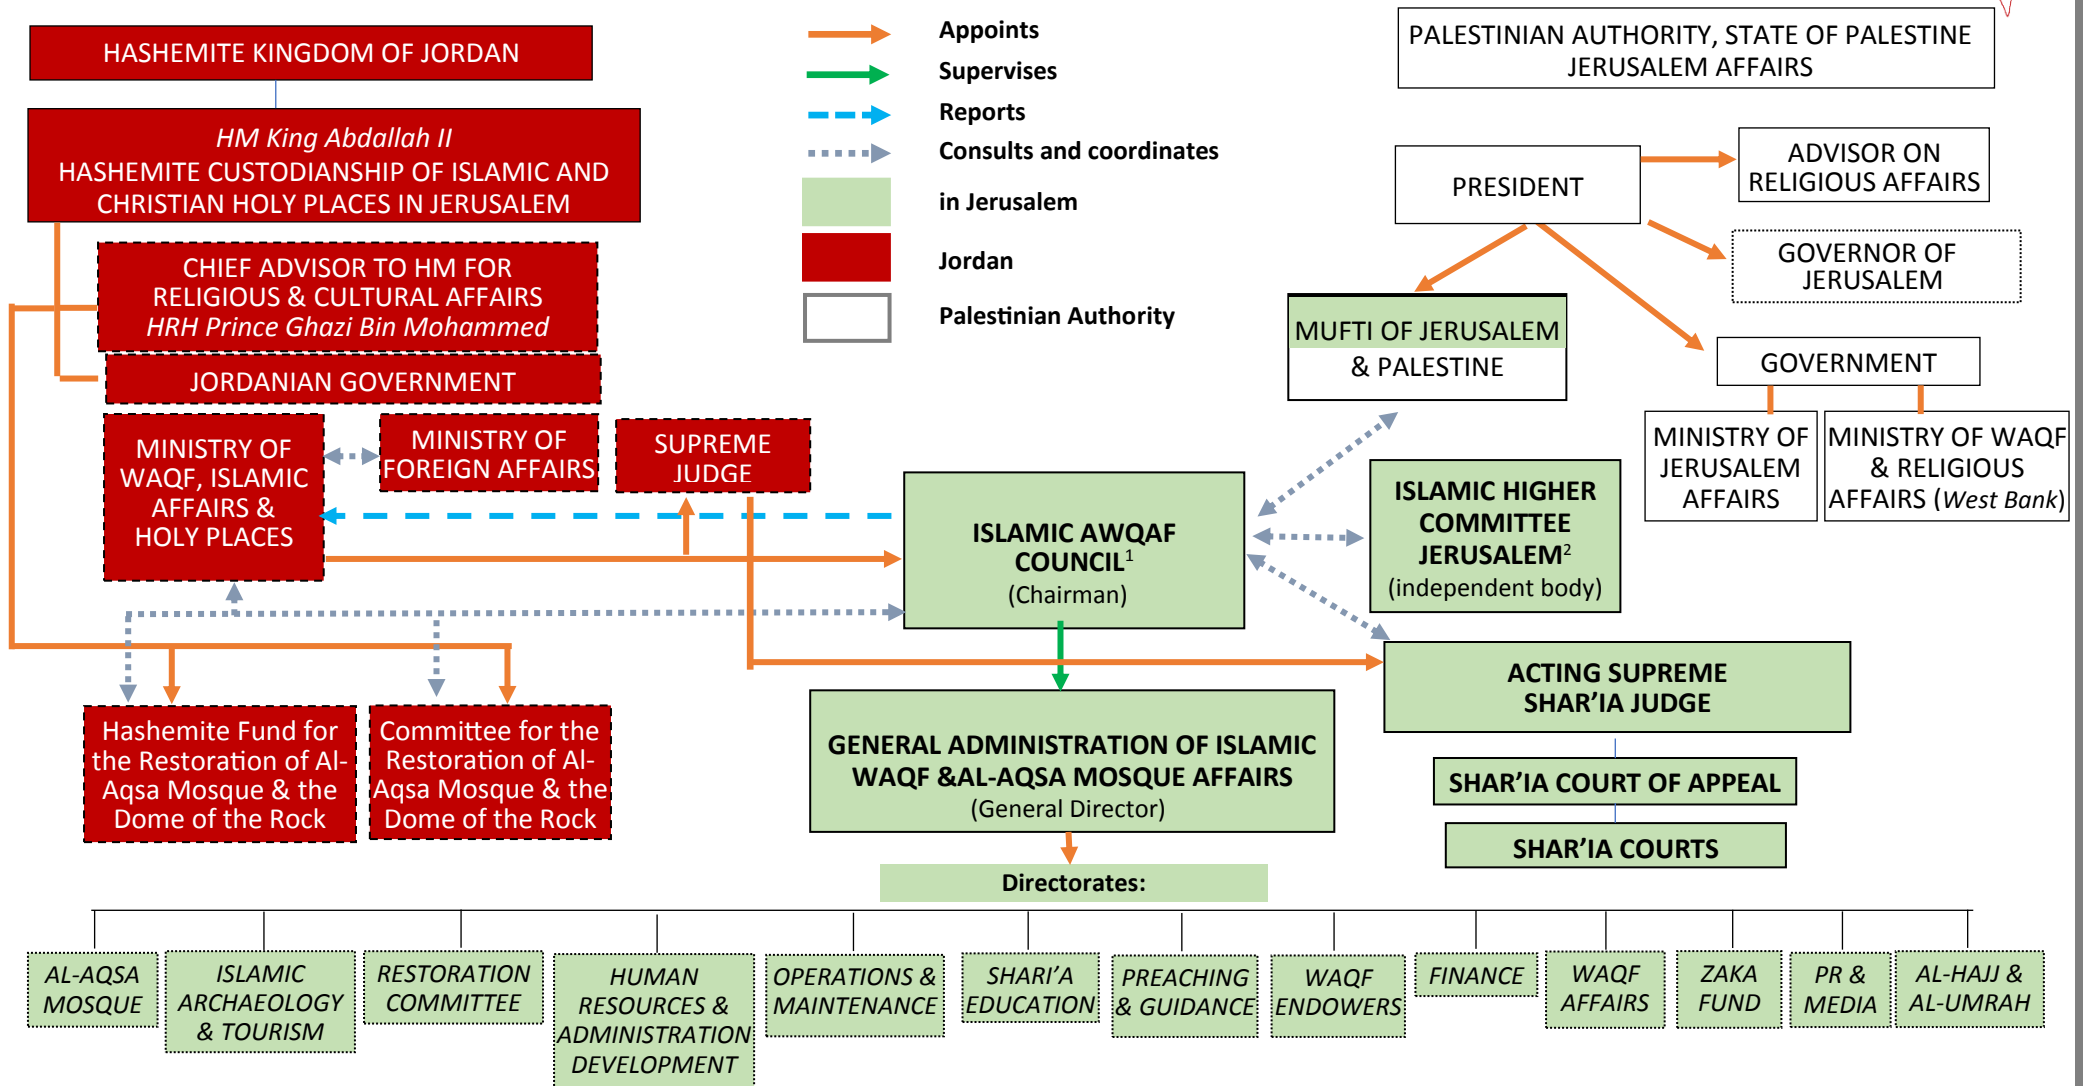 HASHEMITE KINGDOM OF JORDAN
HM King Abdallah II
HASHEMITE CUSTODIANSHIP OF ISLAMIC AND
CHRISTIAN HOLY PLACES IN JERUSALEM
CHIEF ADVISOR TO HM FOR
RELIGIOUS & CULTURAL AFFAIRS
HRH Prince Ghazi Bin Mohammed
JORDANIAN GOVERNMENT
MINISTRY OF
WAQF, ISLAMIC
AFFAIRS &
HOLY PLACES
MINISTRY OF
FOREIGN AFFAIRS
SUPREME
JUDGE
Appoints
Supervises
Reports
Consults and coordinates
in Jerusalem
Jordan
Palestinian Authority
PALESTINIAN AUTHORITY, STATE OF PALESTINE
JERUSALEM AFFAIRS
PRESIDENT
ADVISOR ON
RELIGIOUS AFFAIRS
GOVERNOR OF
JERUSALEM
MUFTI OF JERUSALEM
& PALESTINE
GOVERNMENT
MINISTRY OF
JERUSALEM
AFFAIRS
MINISTRY OF WAQF
& RELIGIOUS
AFFAIRS (West Bank)
ISLAMIC AWQAF
COUNCIL1
(Chairman)
ISLAMIC HIGHER
COMMITTEE
JERUSALEM2
(independent body)
ACTING SUPREME
SHAR’IA JUDGE
SHAR’IA COURT OF APPEAL
SHAR’IA COURTS
Hashemite Fund for
the Restoration of Al-
Aqsa Mosque & the
Dome of the Rock
Committee for the
Restoration of Al-
Aqsa Mosque & the
Dome of the Rock
GENERAL ADMINISTRATION OF ISLAMIC
WAQF &AL-AQSA MOSQUE AFFAIRS
(General Director)
Directorates:
AL-AQSA
MOSQUE
ISLAMIC
ARCHAEOLOGY
& TOURISM
RESTORATION
COMMITTEE
HUMAN
RESOURCES &
ADMINISTRATION
DEVELOPMENT
OPERATIONS &
MAINTENANCE
SHARI’A
EDUCATION
PREACHING
& GUIDANCE
WAQF
ENDOWERS
FINANCE
WAQF
AFFAIRS
ZAKA
FUND
PR &
MEDIA
AL-HAJJ &
AL-UMRAH